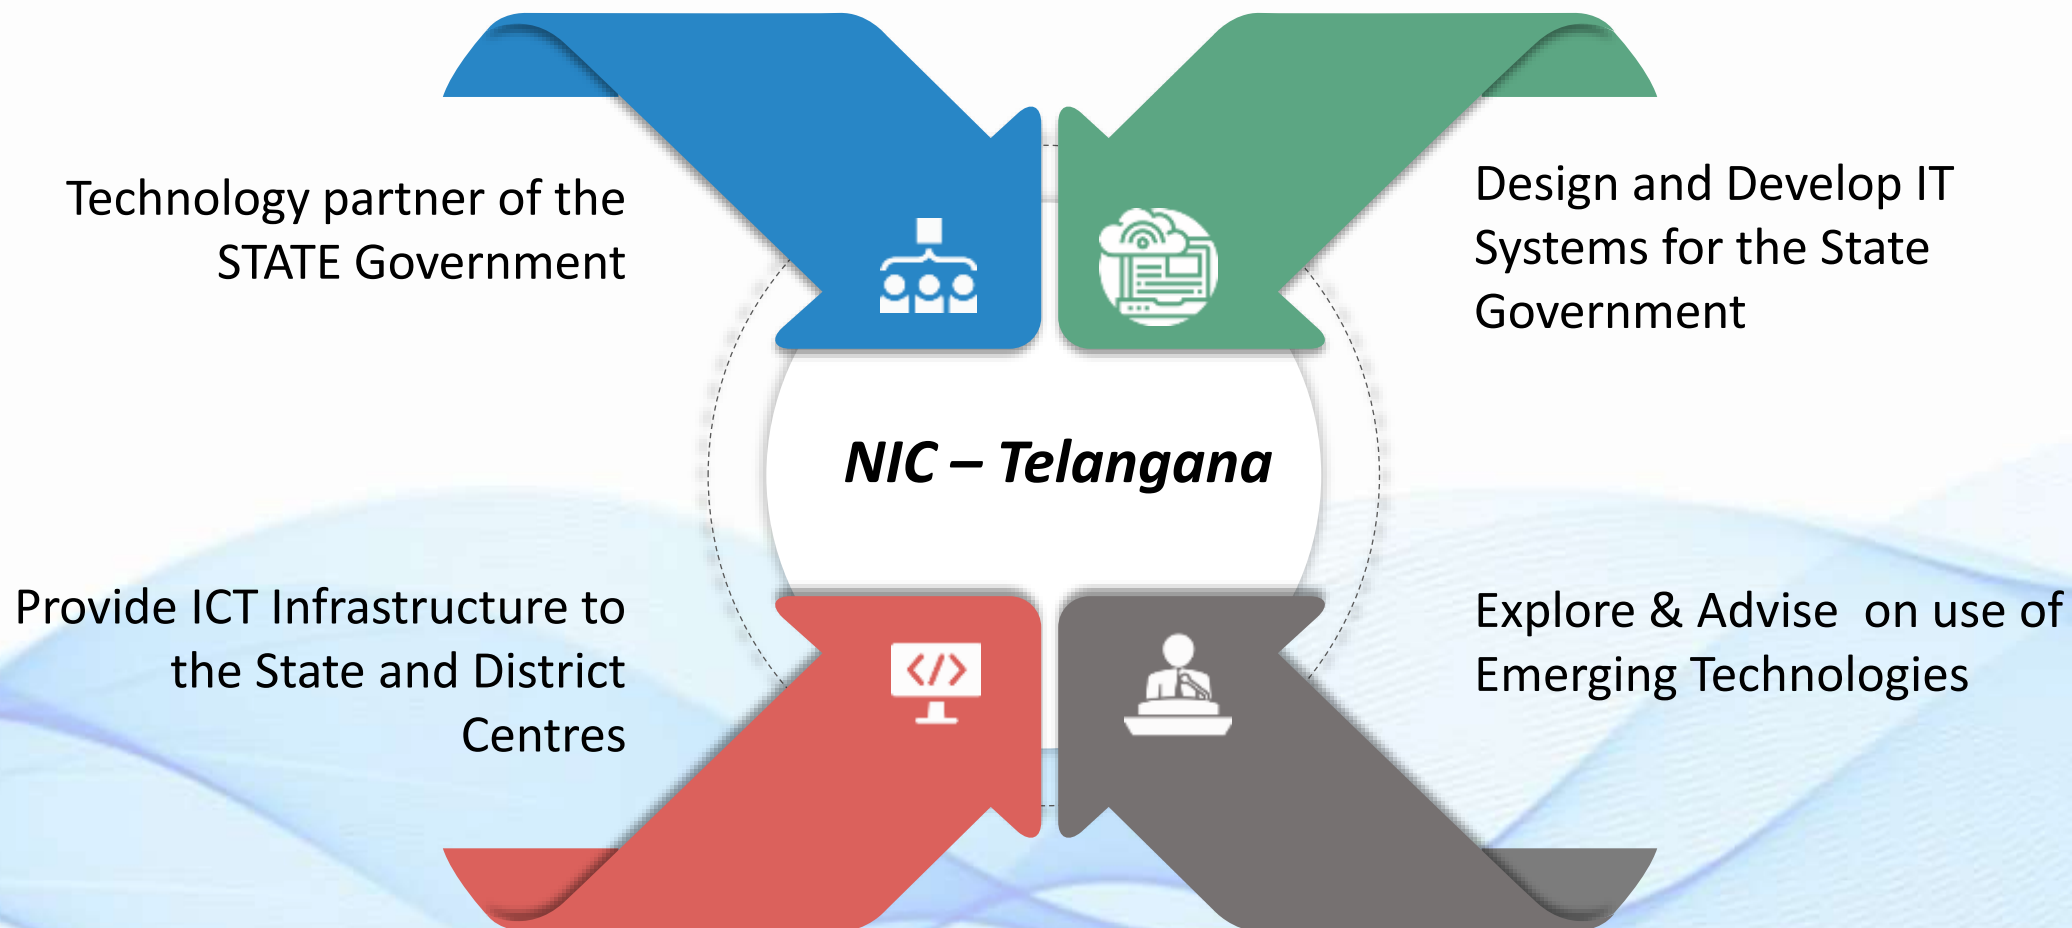 Technology partner of the
STATE Government
Design and Develop IT
Systems for the State
Government
NIC – Telangana
Provide ICT Infrastructure to
the State and District
Centres
Explore & Advise  on use of
Emerging Technologies